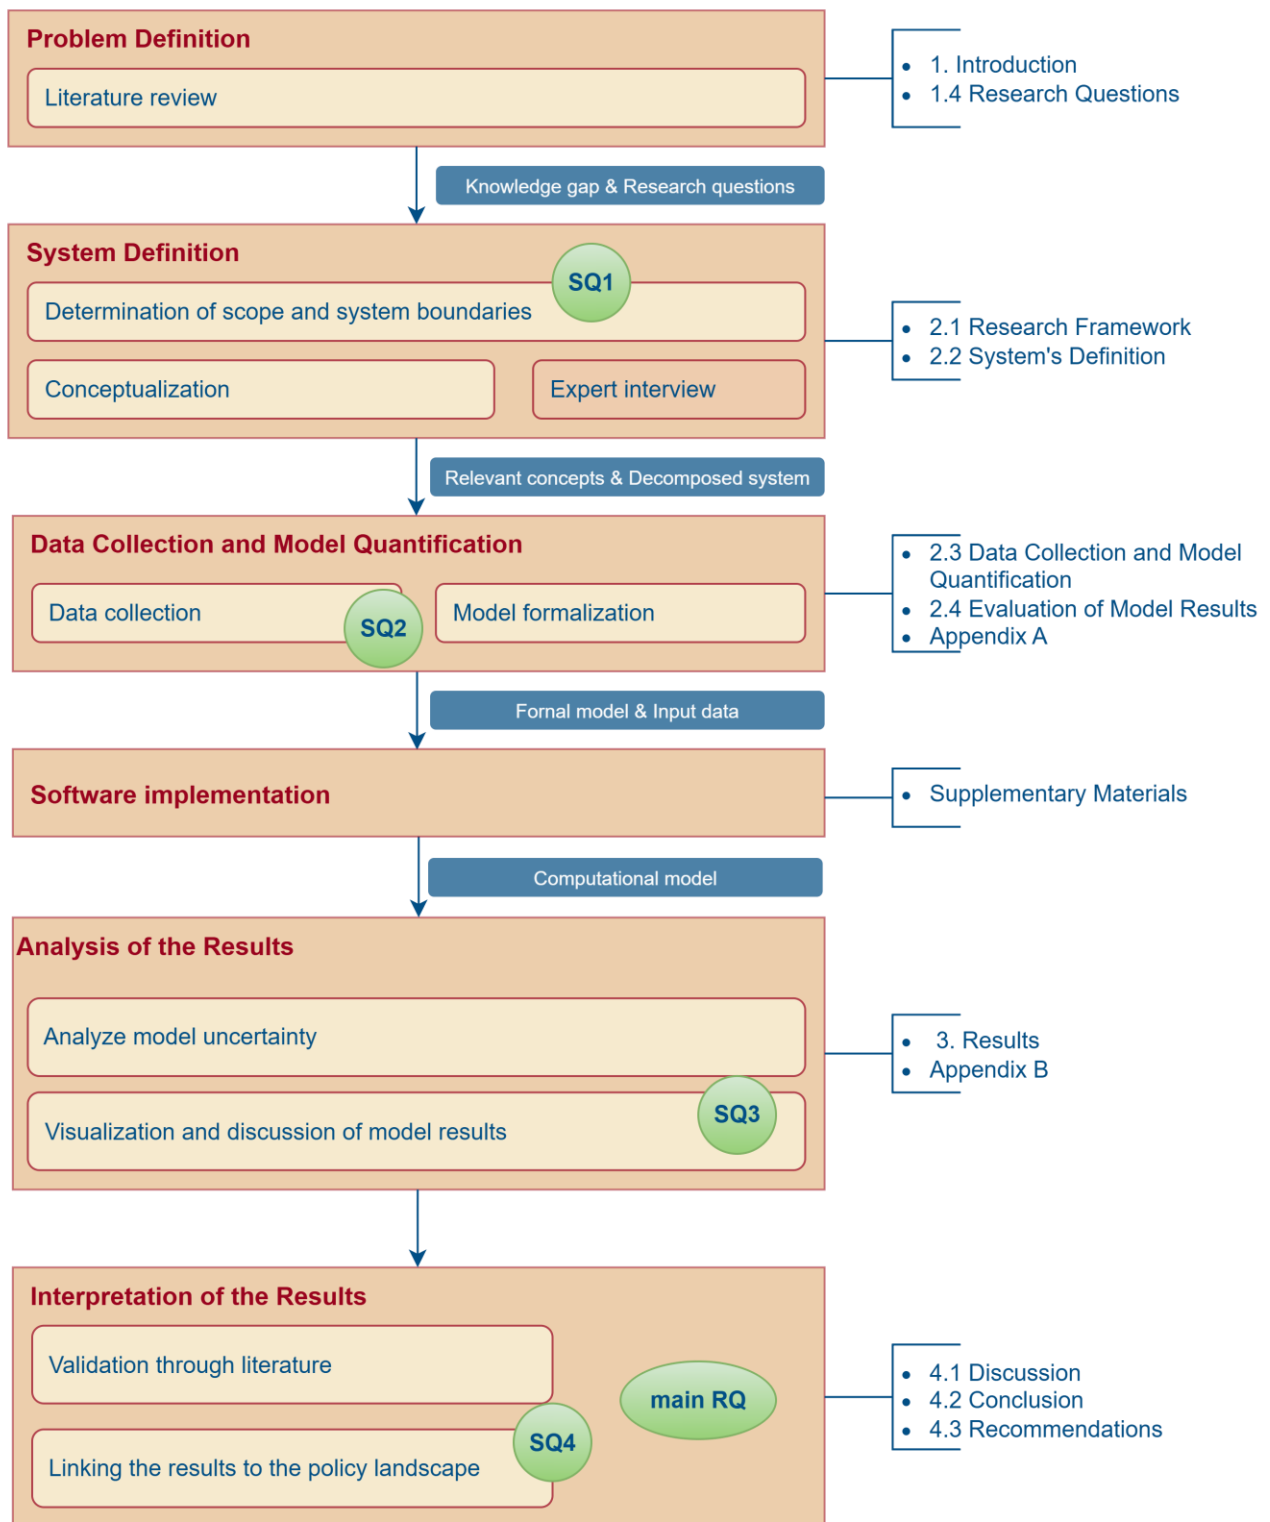 Problem Definition
Literature review
• 1. Introduction
• 1.4 Research Questions
Knowledge gap & Research questions
System Definition
SQ1
Determination of scope and system boundaries
Conceptualization
Expert interview
• 2.1 Research Framework
• 2.2 System's Definition
Relevant concepts & Decomposed system
Data Collection and Model Quantification
Data collection
SQ2
Model formalization
• 2.3 Data Collection and Model
Quantification
• 2.4 Evaluation of Model Results
• Appendix A
Fornal model & Input data
Software implementation
• Supplementary Materials
Computational model
Analysis of the Results
Analyze model uncertainty
Visualization and discussion of model results
SQ3
• 3. Results
• Appendix B
Interpretation of the Results
Validation through literature
main RQ
SQ4
Linking the results to the policy landscape
• 4.1 Discussion
• 4.2 Conclusion
• 4.3 Recommendations